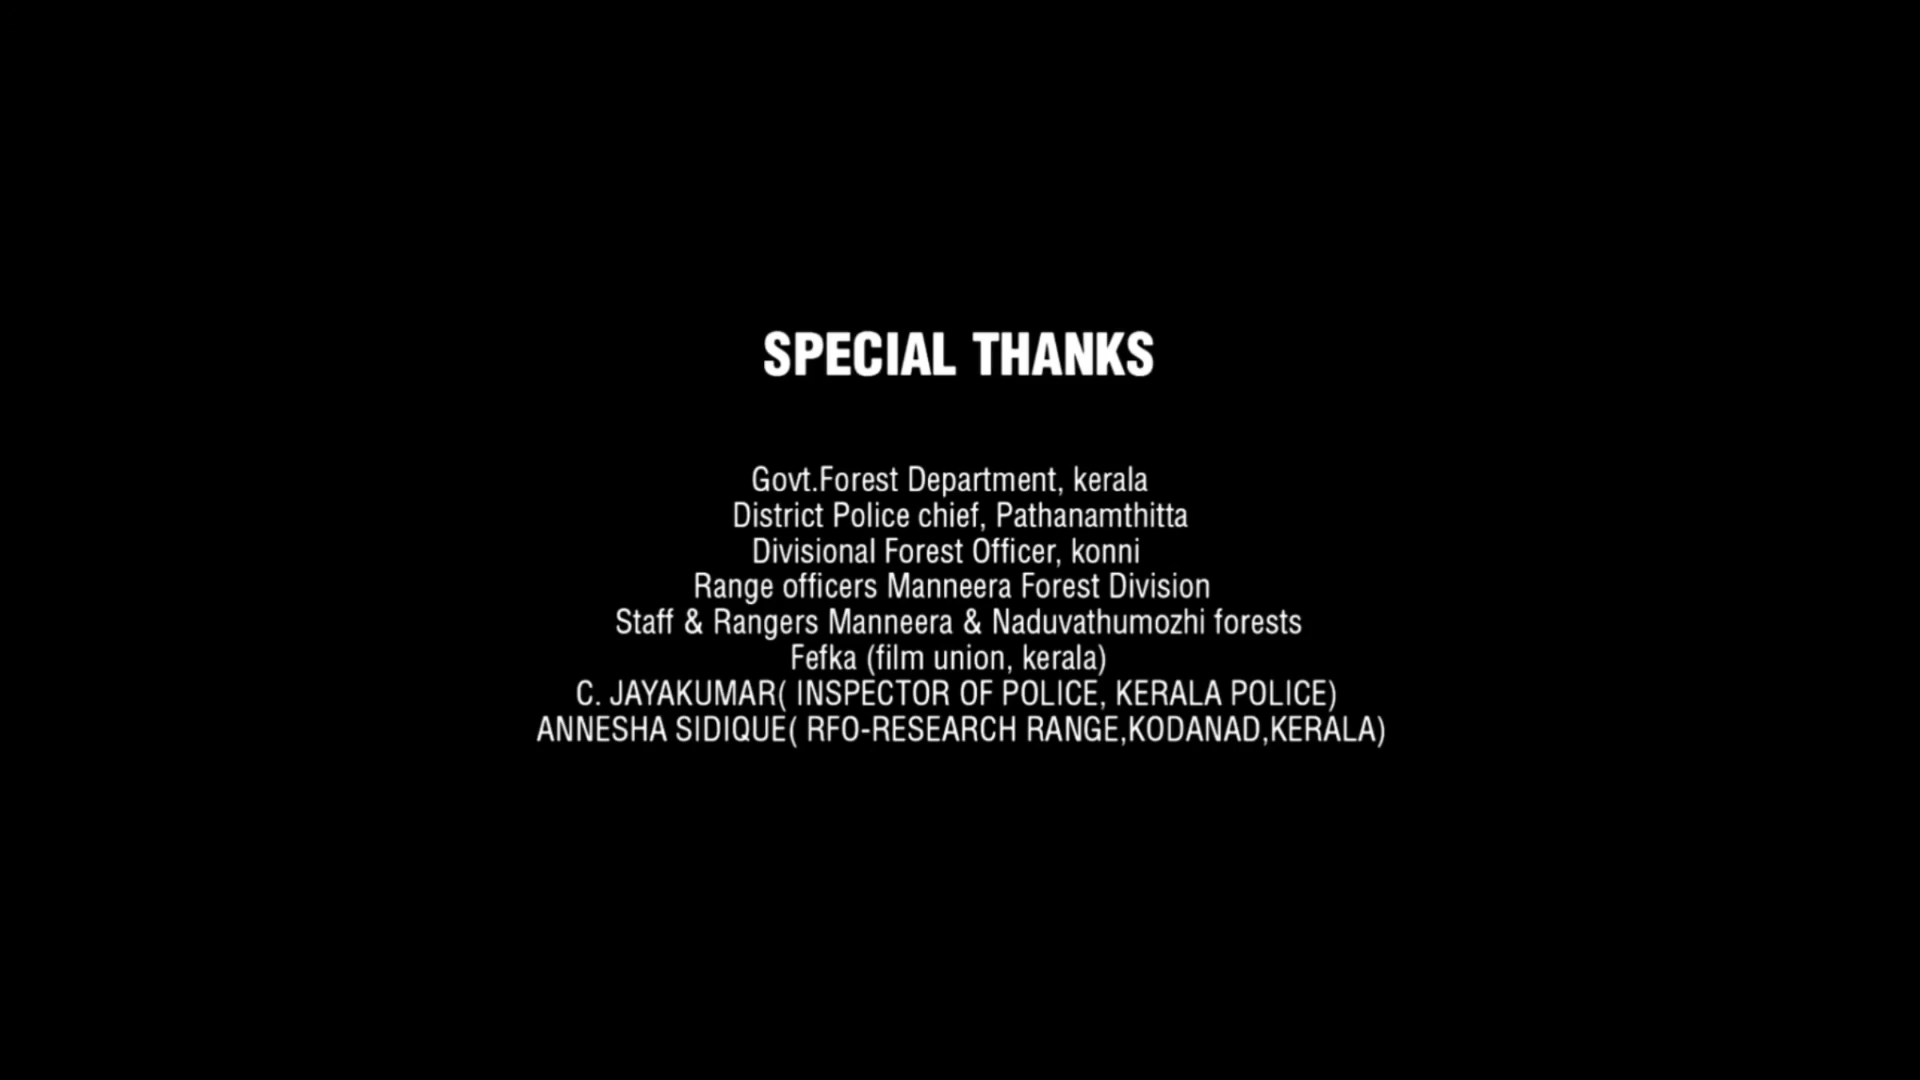 SPECIAL THANKS
Govt.Forest Department, kerala
District Police chief, Pathanamthitta
Divisional Forest Officer, konni
Range officers Manneera Forest Division
Staff & Rangers Manneera & Naduvathumozhi forests
Fefka (film union, kerala)
C. JAYAKUMAR( INSPECTOR OF POLICE, KERALA POLICE)
ANNESHA SIDIQUE( RFO-RESEARCH RANGE,KODANAD,KERALA)